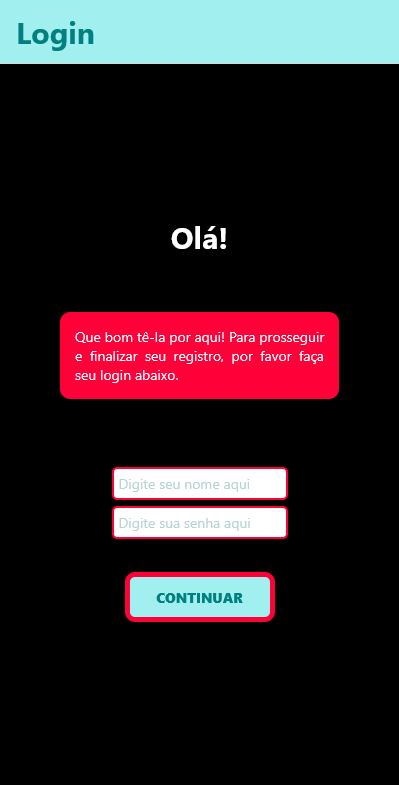 Login
Olá!
Que bom tê-la por aqui! Para prosseguir
e finalizar seu registro, por favor faça
seu login abaixo.
Digite seu nome aqui
Digite sua senha aqui
CONTINUAR